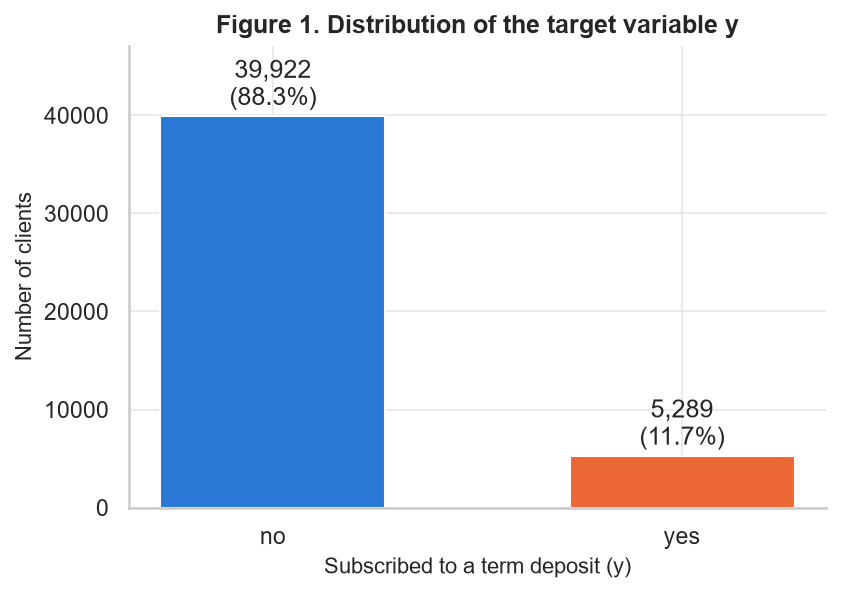 Figure 1. Distribution of the target variable y
39,922
(88.3%)
40000
30000
20000
10000
0
Number of clients
5,289
(11.7%)
no
yes
Subscribed to a term deposit (y)